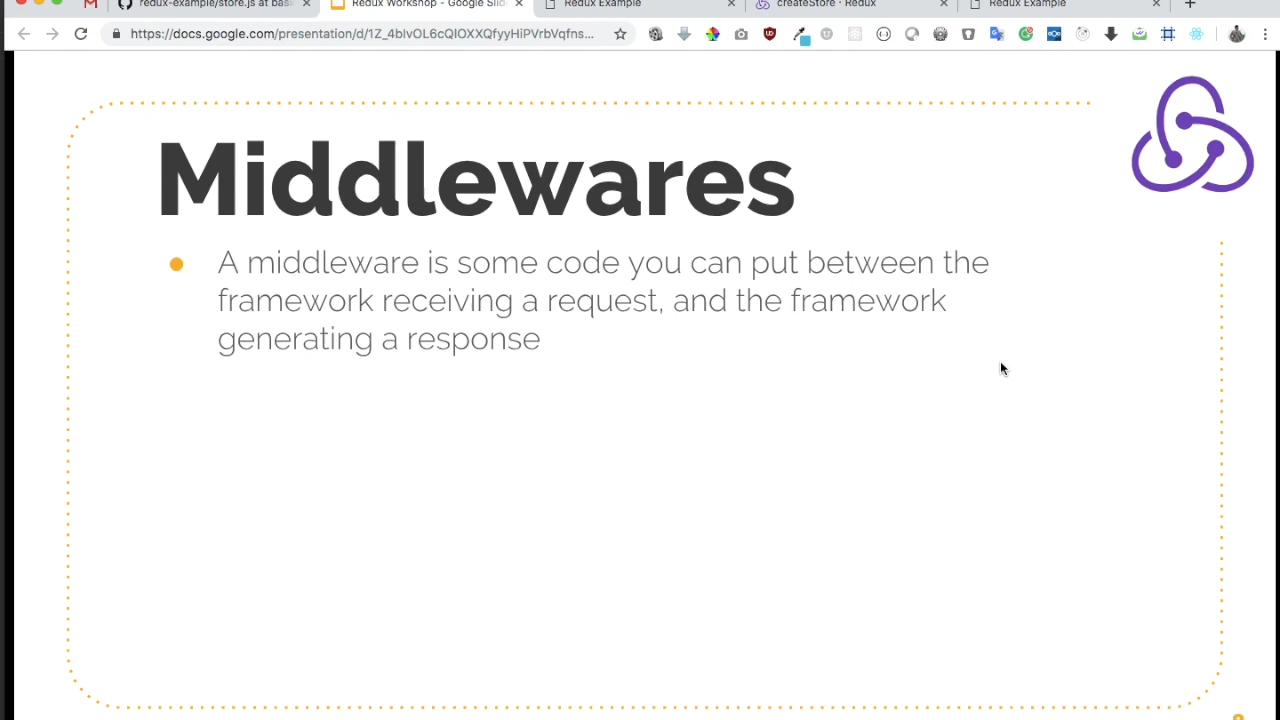 redux-example/store.js at bas
Redux Workshop - Google Slid
Redux Example
createStore · Redux
Redux Example
https://docs.google.com/presentation/d/1Z_4blvOL6cQIOXXQfyyHiPVrbVqfns...
Middlewares
A middleware is some code you can put between the
framework receiving a request, and the framework
generating a response